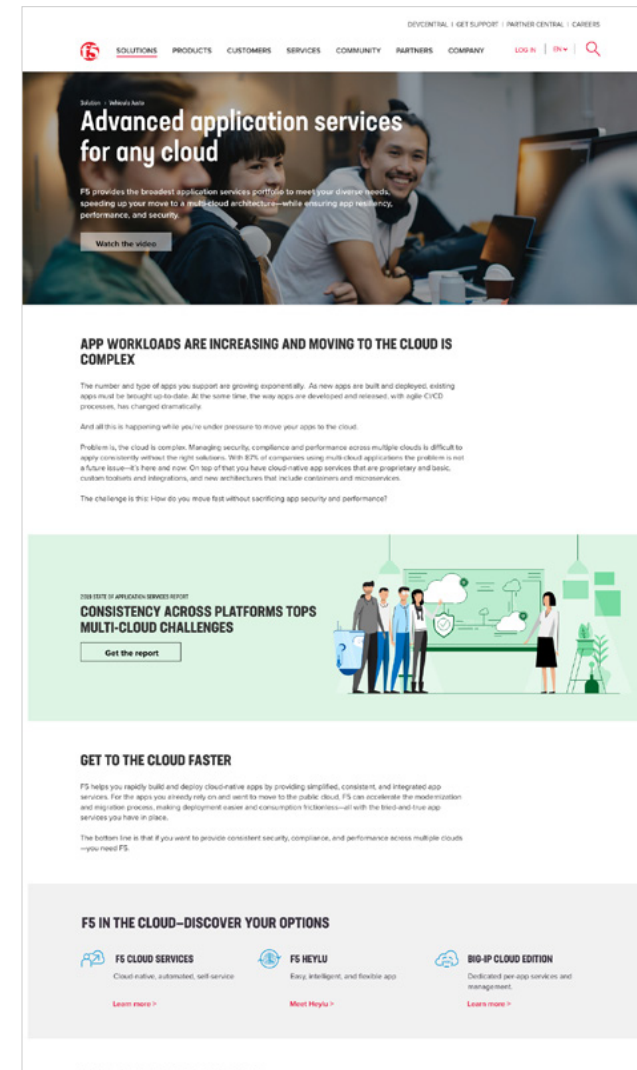 DEVCENTRAL | GET SUPPORT | PARTNER CENTRAL | CAREERS
f5 SOLUTIONS PRODUCTS CUSTOMERS SERVICES COMMUNITY PARTNERS COMPANY LOG IN | EN
Solution >
Advanced application services
for any cloud
F5 provides the broadest application services portfolio to meet your diverse needs,
speeding up your move to a multi-cloud architecture—while ensuring app resiliency,
performance, and security.
Watch the video
APP WORKLOADS ARE INCREASING AND MOVING TO THE CLOUD IS
COMPLEX
The number and type of apps you support are growing exponentially. As new apps are built and deployed, existing
apps must be brought up-to-date. At the same time, the way apps are developed and released, with agile CI/CD
processes, has changed dramatically.
And all this is happening while you're under pressure to move your apps to the cloud.
Problem is, the cloud is complex. Managing security, compliance and performance across multiple clouds is difficult to
apply consistently without the right solutions. With 87% of companies using multi-cloud applications the problem is not
a future issue—it's here and now. On top of that you have cloud-native app services that are proprietary and basic,
custom toolsets and integrations, and new architectures that include containers and microservices.
The challenge is this: How do you move fast without sacrificing app security and performance?
STATE OF APPLICATION SERVICES REPORT
CONSISTENCY ACROSS PLATFORMS TOPS
MULTI-CLOUD CHALLENGES
Get the report
GET TO THE CLOUD FASTER
F5 helps you rapidly build and deploy cloud-native apps by providing simplified, consistent, and integrated app
services. For the apps you already rely on and want to move to the public cloud, F5 can accelerate the modernization
and migration process, making deployment easier and consumption frictionless—all with the tried-and-true app
services you have in place.
The bottom line is that if you want to provide consistent security, compliance, and performance across multiple clouds
—you need F5.
F5 IN THE CLOUD–DISCOVER YOUR OPTIONS
F5 CLOUD SERVICES
Cloud-native, automated, self-service
Learn more >
F5 HEYLU
Easy, intelligent, and flexible app
Meet Heylu >
BIG-IP CLOUD EDITION
Dedicated per-app services and
management.
Learn more >